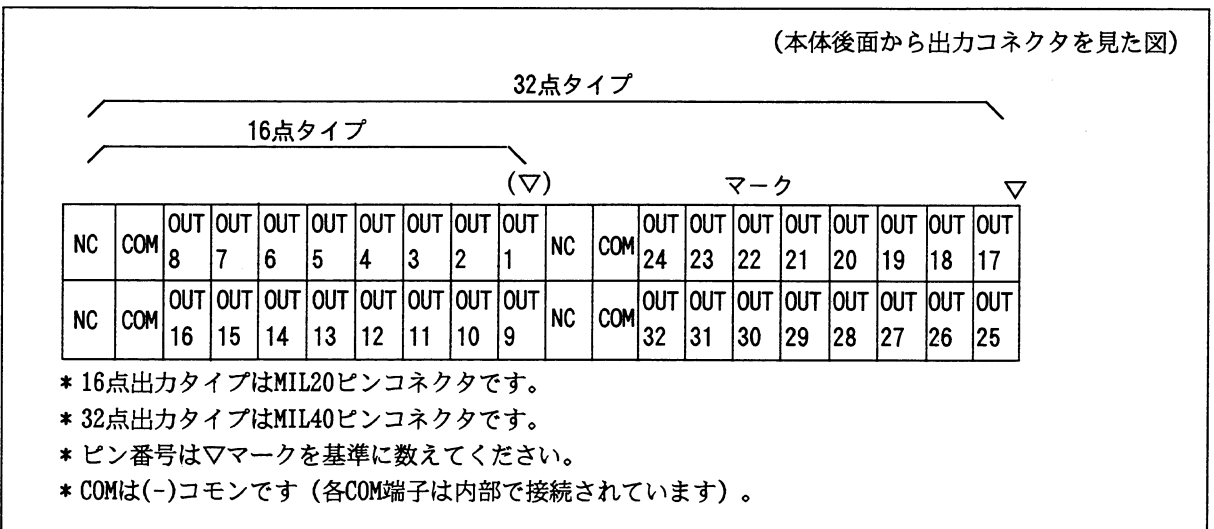 (本体後面から出力コネクタを見た図)
32点タイプ
16点タイプ
(▽) マーク ▽
NC COM OUT 8 OUT 7 OUT 6 OUT 5 OUT 4 OUT 3 OUT 2 OUT 1 NC COM OUT 24 OUT 23 OUT 22 OUT 21 OUT 20 OUT 19 OUT 18 OUT 17
NC COM OUT 16 OUT 15 OUT 14 OUT 13 OUT 12 OUT 11 OUT 10 OUT 9 NC COM OUT 32 OUT 31 OUT 30 OUT 29 OUT 28 OUT 27 OUT 26 OUT 25
* 16点出力タイプはMIL20ピンコネクタです。
* 32点出力タイプはMIL40ピンコネクタです。
* ピン番号は▽マークを基準に数えてください。
* COMは(-)コモンです (各COM端子は内部で接続されています) 。